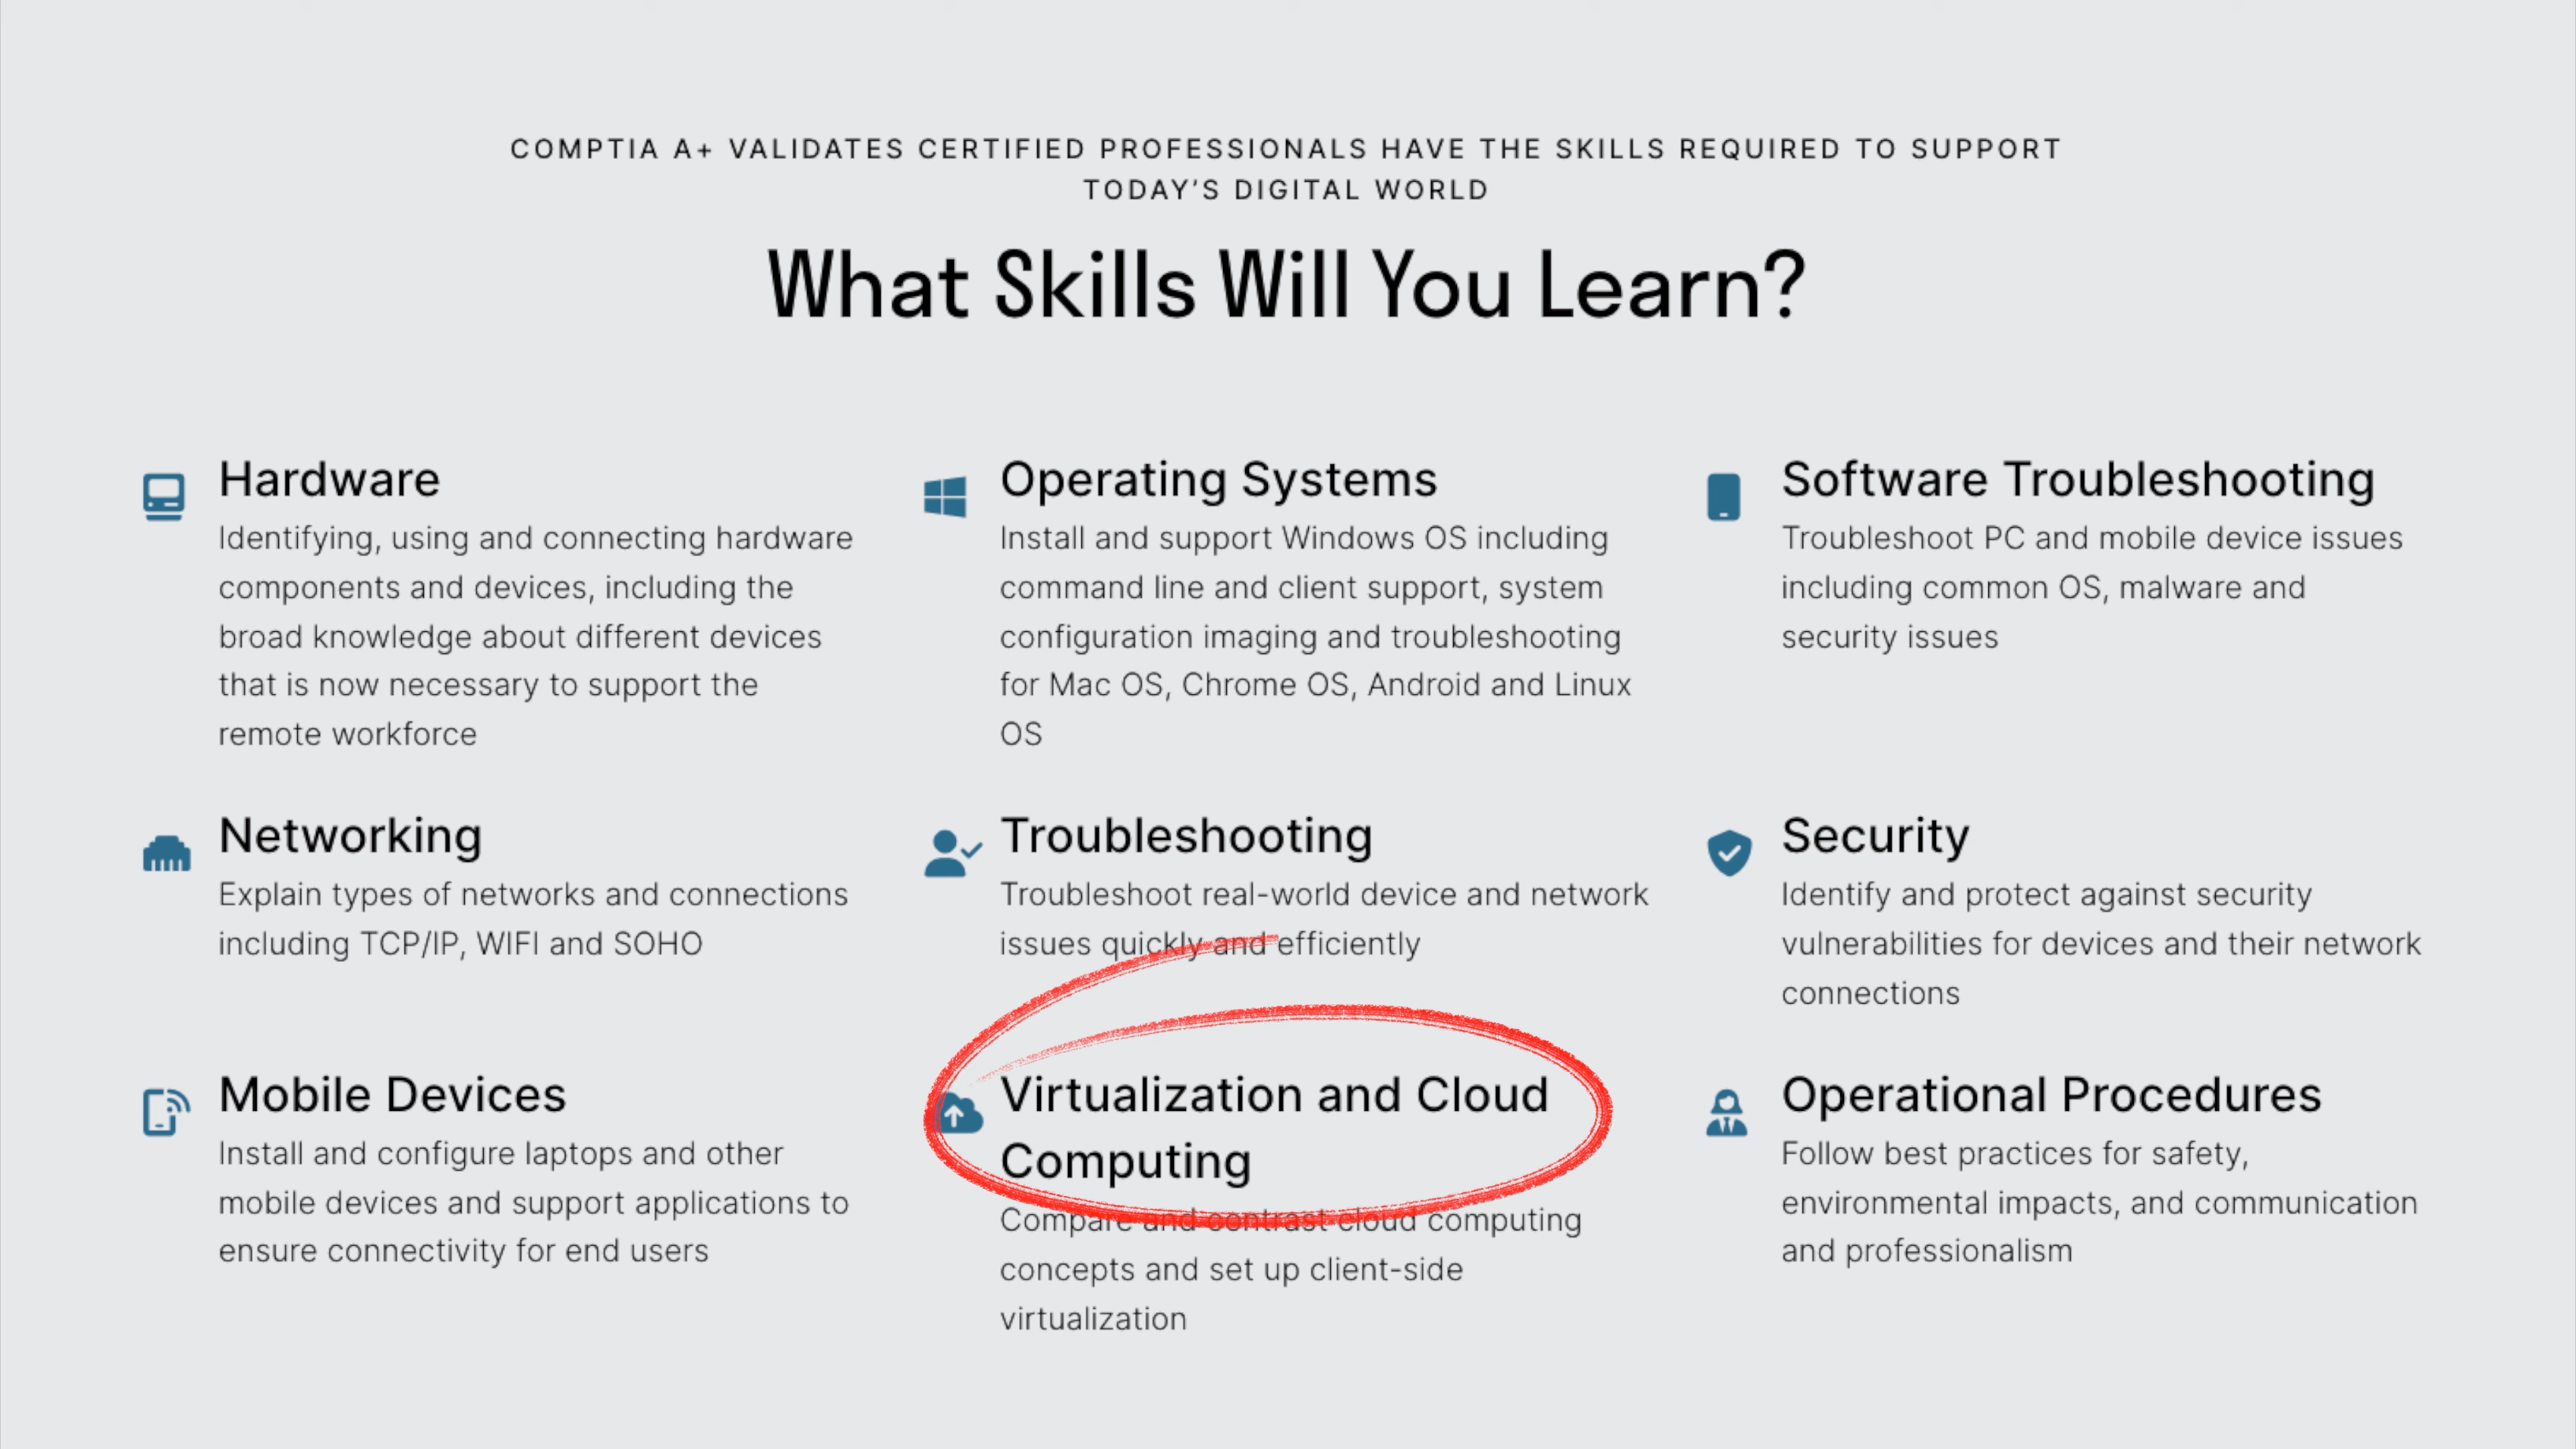 COMPTIA A+ VALIDATES CERTIFIED PROFESSIONALS HAVE THE SKILLS REQUIRED TO SUPPORT
TODAY'S DIGITAL WORLD
What Skills Will You Learn?
Hardware
Identifying, using and connecting hardware
components and devices, including the
broad knowledge about different devices
that is now necessary to support the
remote workforce
Operating Systems
Install and support Windows OS including
command line and client support, system
configuration imaging and troubleshooting
for Mac OS, Chrome OS, Android and Linux
OS
Software Troubleshooting
Troubleshoot PC and mobile device issues
including common OS, malware and
security issues
Networking
Explain types of networks and connections
including TCP/IP, WIFI and SOHO
Troubleshooting
Troubleshoot real-world device and network
issues quickly and efficiently
Security
Identify and protect against security
vulnerabilities for devices and their network
connections
Mobile Devices
Install and configure laptops and other
mobile devices and support applications to
ensure connectivity for end users
Virtualization and Cloud
Computing
Compare and contrast cloud computing
concepts and set up client-side
virtualization
Operational Procedures
Follow best practices for safety,
environmental impacts, and communication
and professionalism